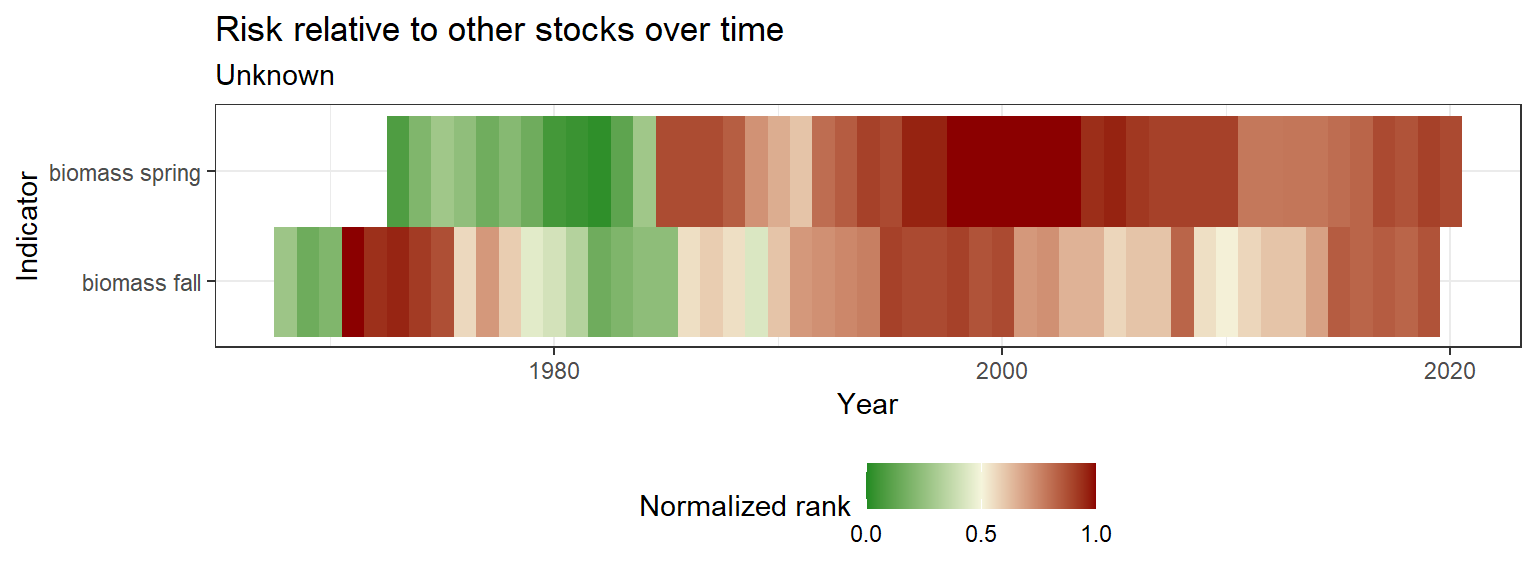 Risk relative to other stocks over time
Unknown
Indicator
biomass spring
biomass fall
1980 2000 2020
Year
Normalized rank
0.0 0.5 1.0